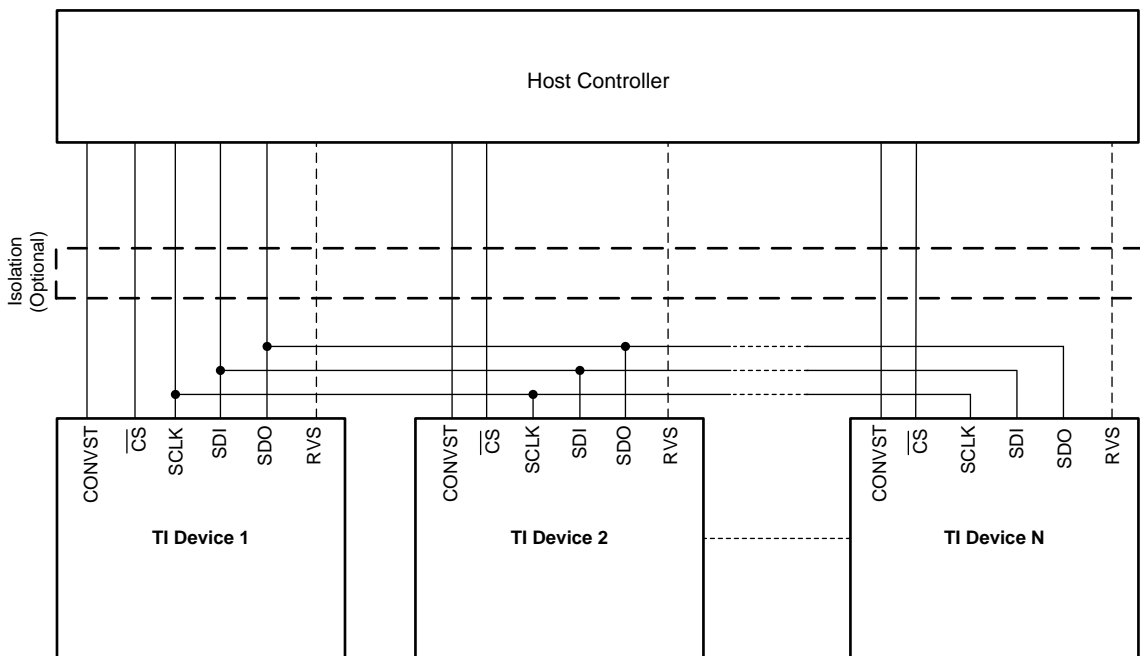 Host Controller
Isolation
(Optional)
CONVST
CS
SCLK
SDI
SDO
RVS
CONVST
CS
SCLK
SDI
SDO
RVS
CONVST
CS
SCLK
SDI
SDO
RVS
TI Device 1
TI Device 2
TI Device N